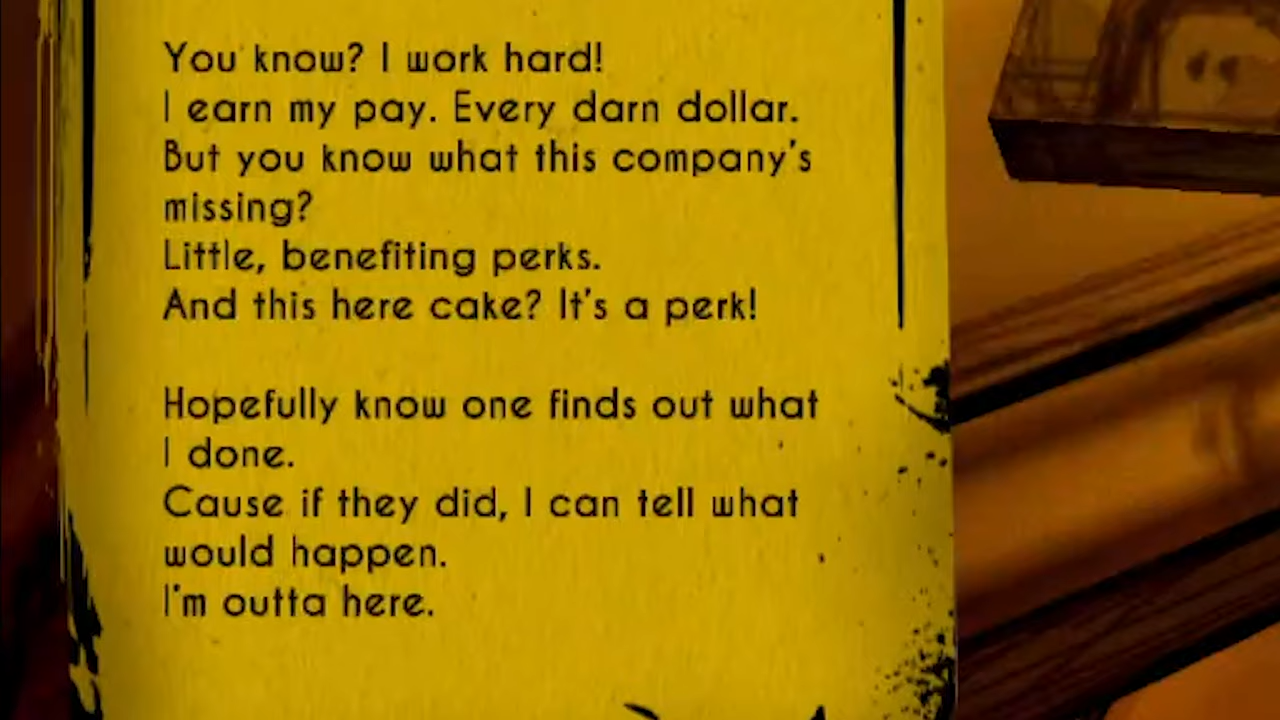 You know? I work hard!
I earn my pay. Every darn dollar.
But you know what this company's
missing?
Little, benefiting perks.
And this here cake? It's a perk!
Hopefully know one finds out what
I done.
Cause if they did, I can tell what
would happen.
I'm outta here.